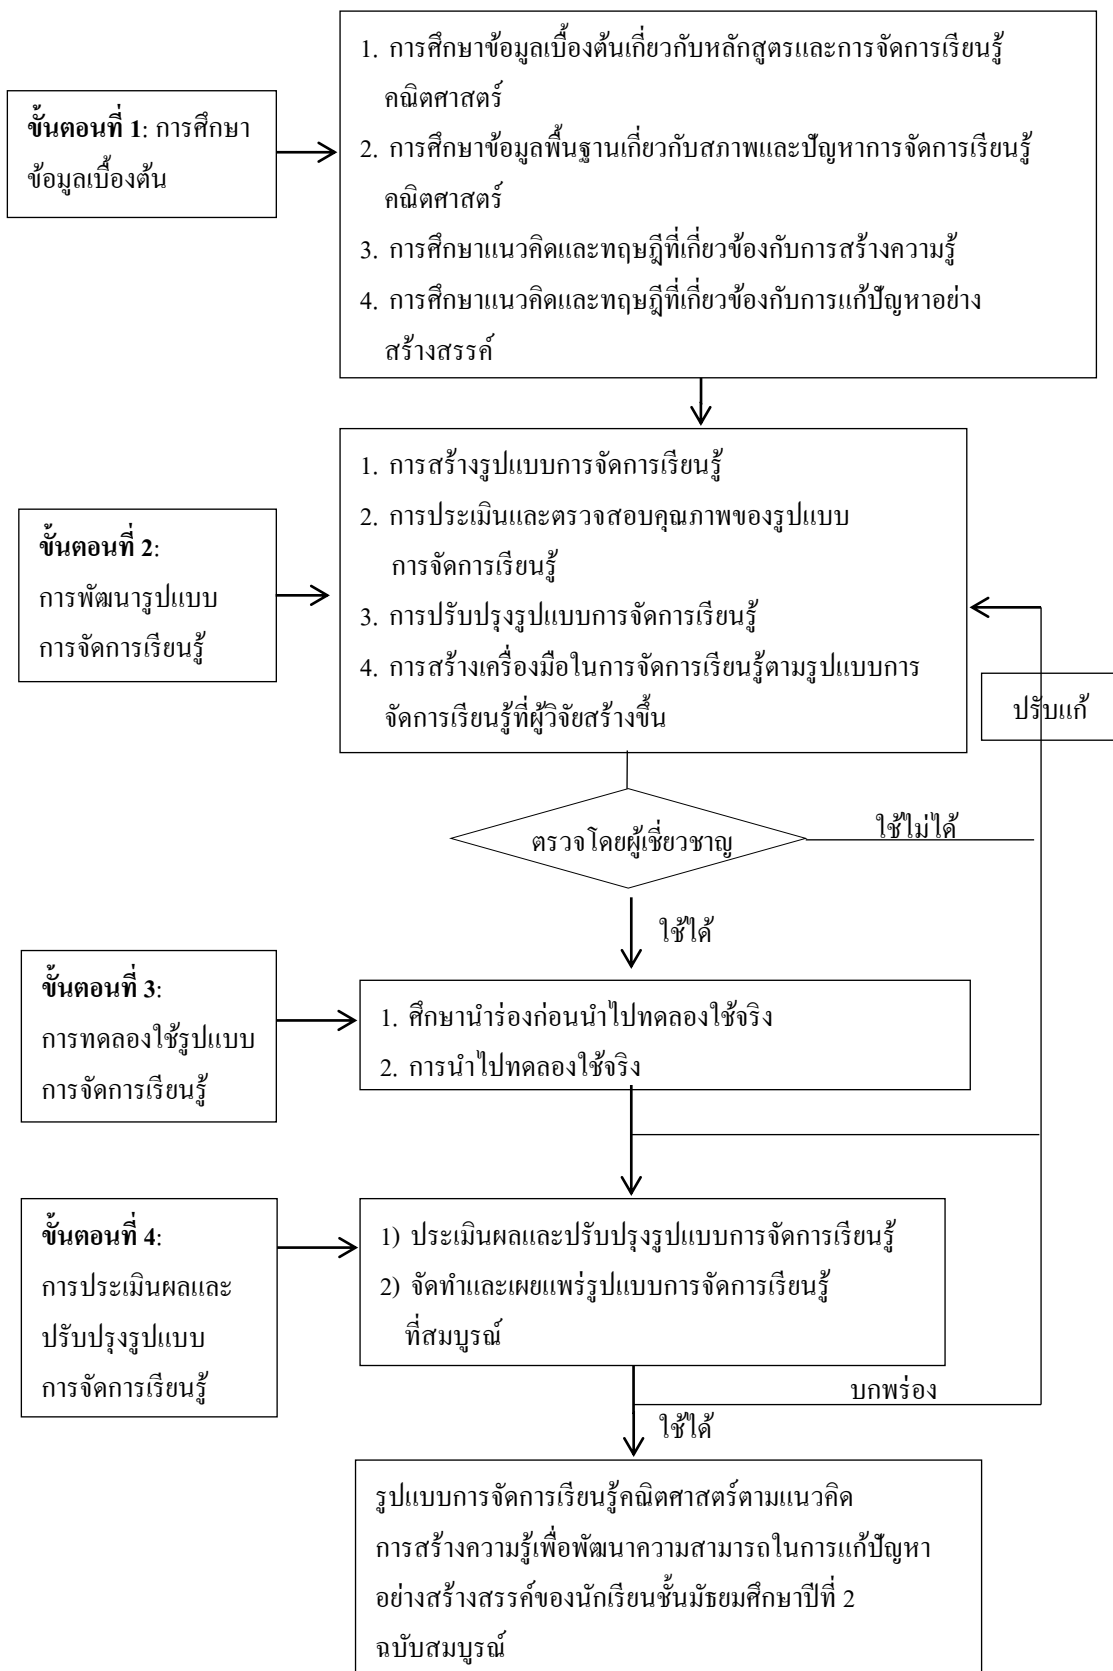 1. การศึกษาข้อมูลเบื้องต้นเกี่ยวกับหลักสูตรและการจัดการเรียนรู้
คณิตศาสตร์
2. การศึกษาข้อมูลพื้นฐานเกี่ยวกับสภาพและปัญหาการจัดการเรียนรู้
คณิตศาสตร์
3. การศึกษาแนวคิดและทฤษฎีที่เกี่ยวข้องกับการสร้างความรู้
4. การศึกษาแนวคิดและทฤษฎีที่เกี่ยวข้องกับการแก้ปัญหาอย่าง
สร้างสรรค์
ขั้นตอนที่ 1: การศึกษา
ข้อมูลเบื้องต้น
1. การสร้างรูปแบบการจัดการเรียนรู้
2. การประเมินและตรวจสอบคุณภาพของรูปแบบ
การจัดการเรียนรู้
3. การปรับปรุงรูปแบบการจัดการเรียนรู้
4. การสร้างเครื่องมือในการจัดการเรียนรู้ตามรูปแบบการ
จัดการเรียนรู้ที่ผู้วิจัยสร้างขึ้น
ขั้นตอนที่ 2:
การพัฒนารูปแบบ
การจัดการเรียนรู้
ปรับแก้
ตรวจโดยผู้เชี่ยวชาญ
ใช้ไม่ได้
ใช้ได้
ขั้นตอนที่ 3:
การทดลองใช้รูปแบบ
การจัดการเรียนรู้
1. ศึกษานำร่องก่อนนำไปทดลองใช้จริง
2. การนำไปทดลองใช้จริง
ขั้นตอนที่ 4:
การประเมินผลและ
ปรับปรุงรูปแบบ
การจัดการเรียนรู้
1) ประเมินผลและปรับปรุงรูปแบบการจัดการเรียนรู้
2) จัดทำและเผยแพร่รูปแบบการจัดการเรียนรู้
ที่สมบูรณ์
บกพร่อง
ใช้ได้
รูปแบบการจัดการเรียนรู้คณิตศาสตร์ตามแนวคิด
การสร้างความรู้เพื่อพัฒนาความสามารถในการแก้ปัญหา
อย่างสร้างสรรค์ของนักเรียนชั้นมัธยมศึกษาปีที่ 2
ฉบับสมบูรณ์